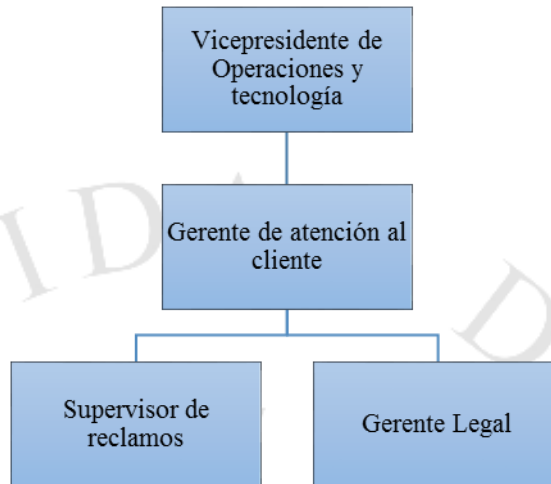 Vicepresidente de
Operaciones y
tecnología
Gerente de atención al
cliente
Supervisor de
reclamos
Gerente Legal